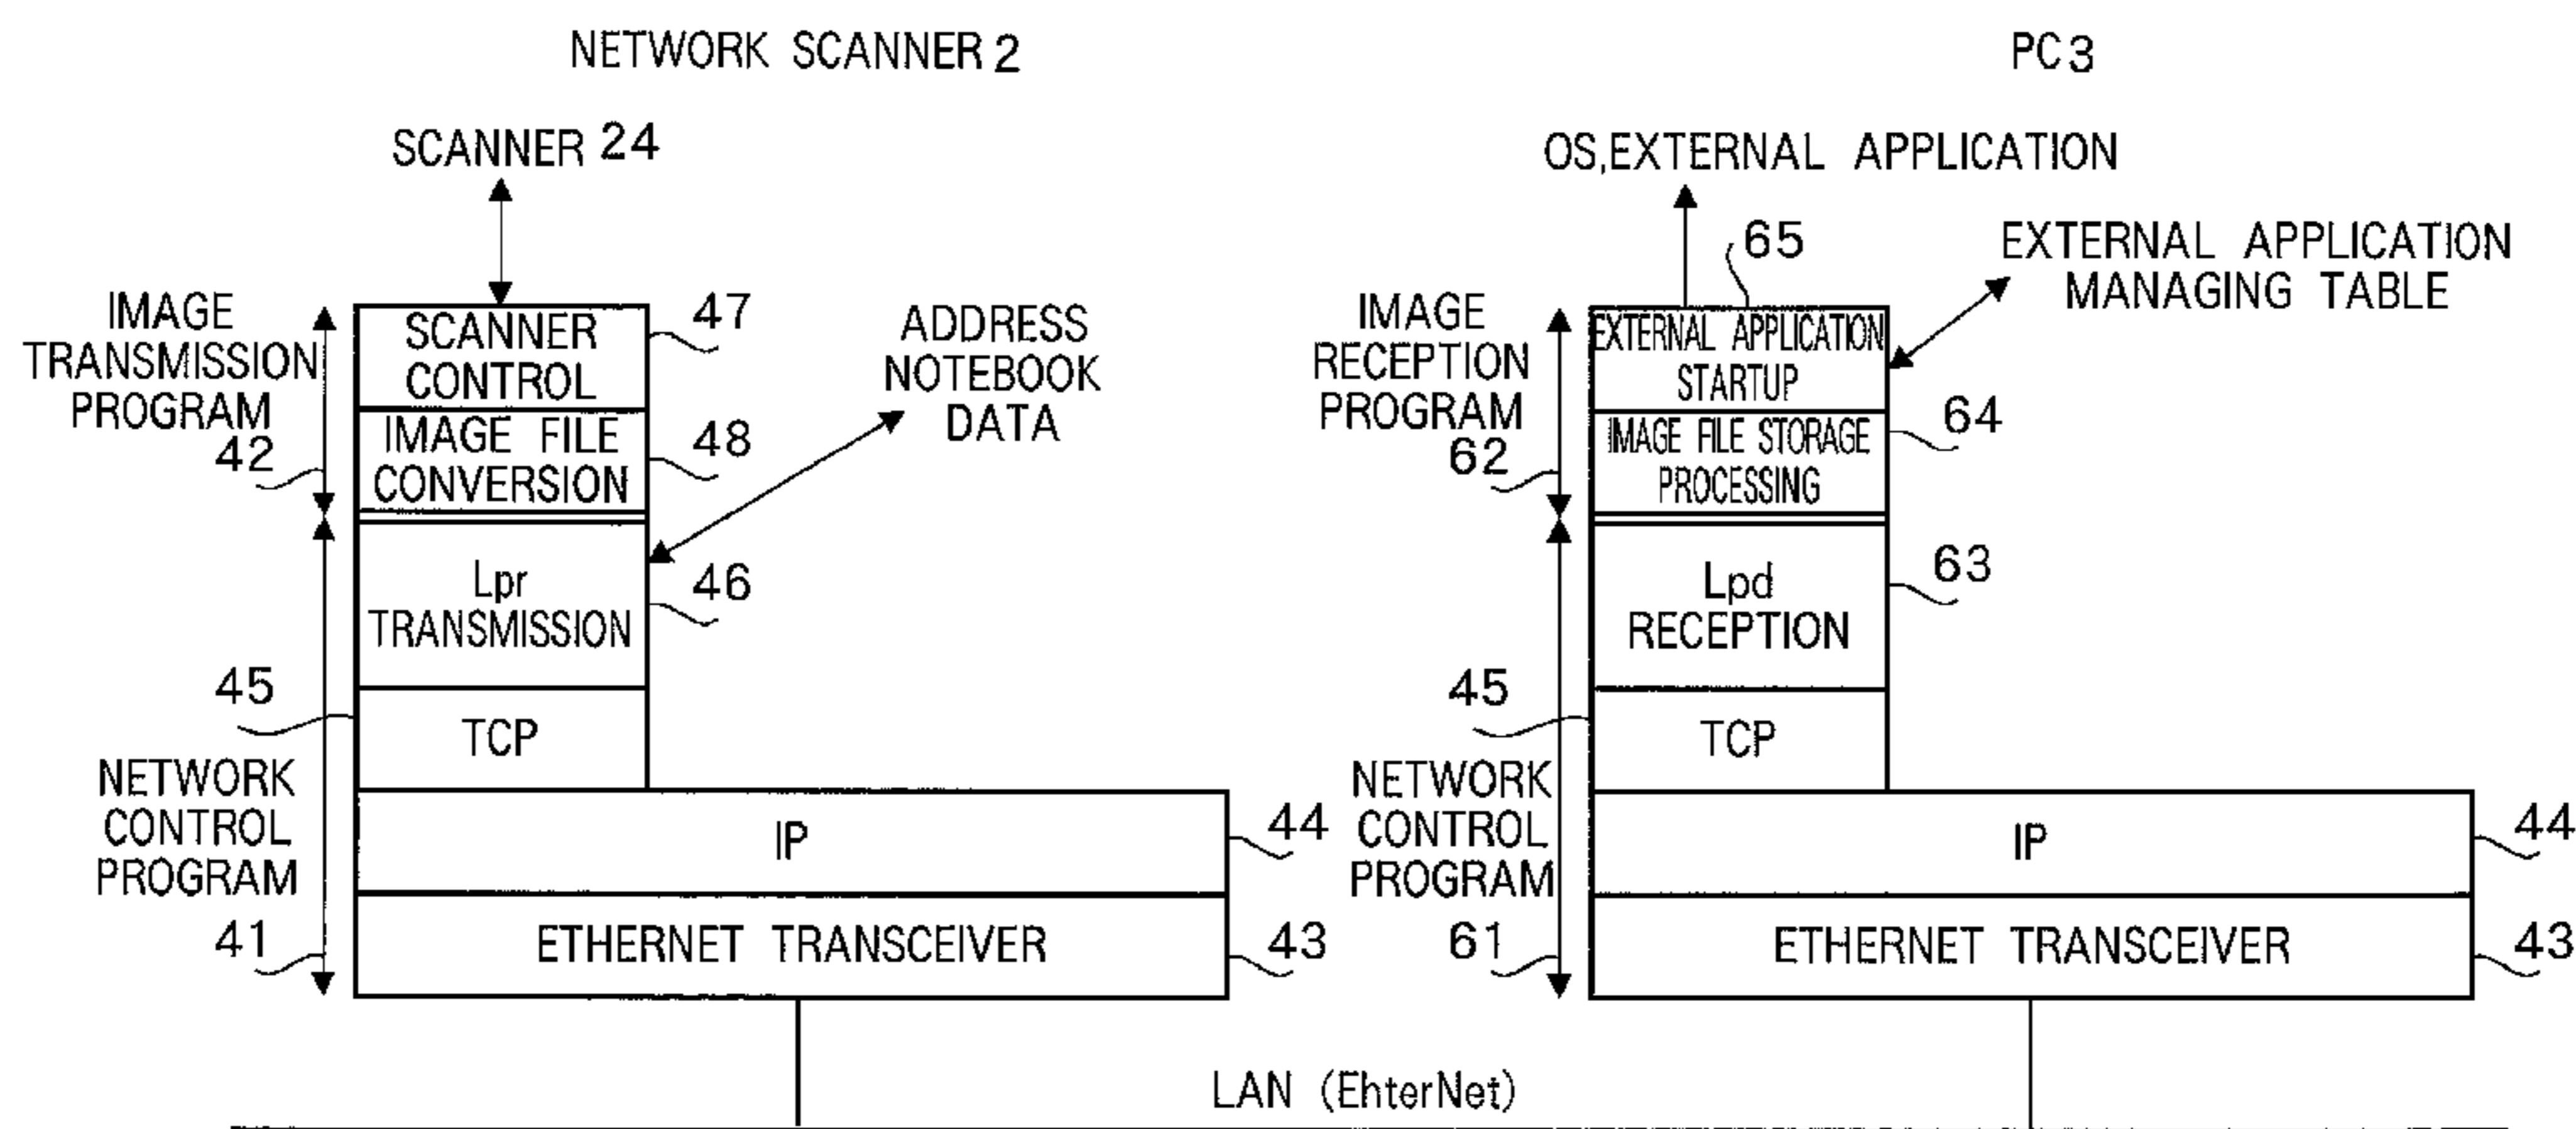 NETWORK SCANNER 2
SCANNER 24
IMAGE
TRANSMISSION
PROGRAM
42
SCANNER
CONTROL
47
IMAGE FILE
CONVERSION
48
ADDRESS
NOTEBOOK
DATA
Lpr
TRANSMISSION
46
45
TCP
NETWORK
CONTROL
PROGRAM
41
IP
44
ETHERNET TRANSCEIVER
43
PC3
OS,EXTERNAL APPLICATION
65
EXTERNAL APPLICATION
MANAGING TABLE
IMAGE
RECEPTION
PROGRAM
62
EXTERNAL APPLICATION
STARTUP
64
IMAGE FILE STORAGE
PROCESSING
Lpd
RECEPTION
63
45
TCP
NETWORK
CONTROL
PROGRAM
61
IP
44
ETHERNET TRANSCEIVER
43
LAN (EhterNet)